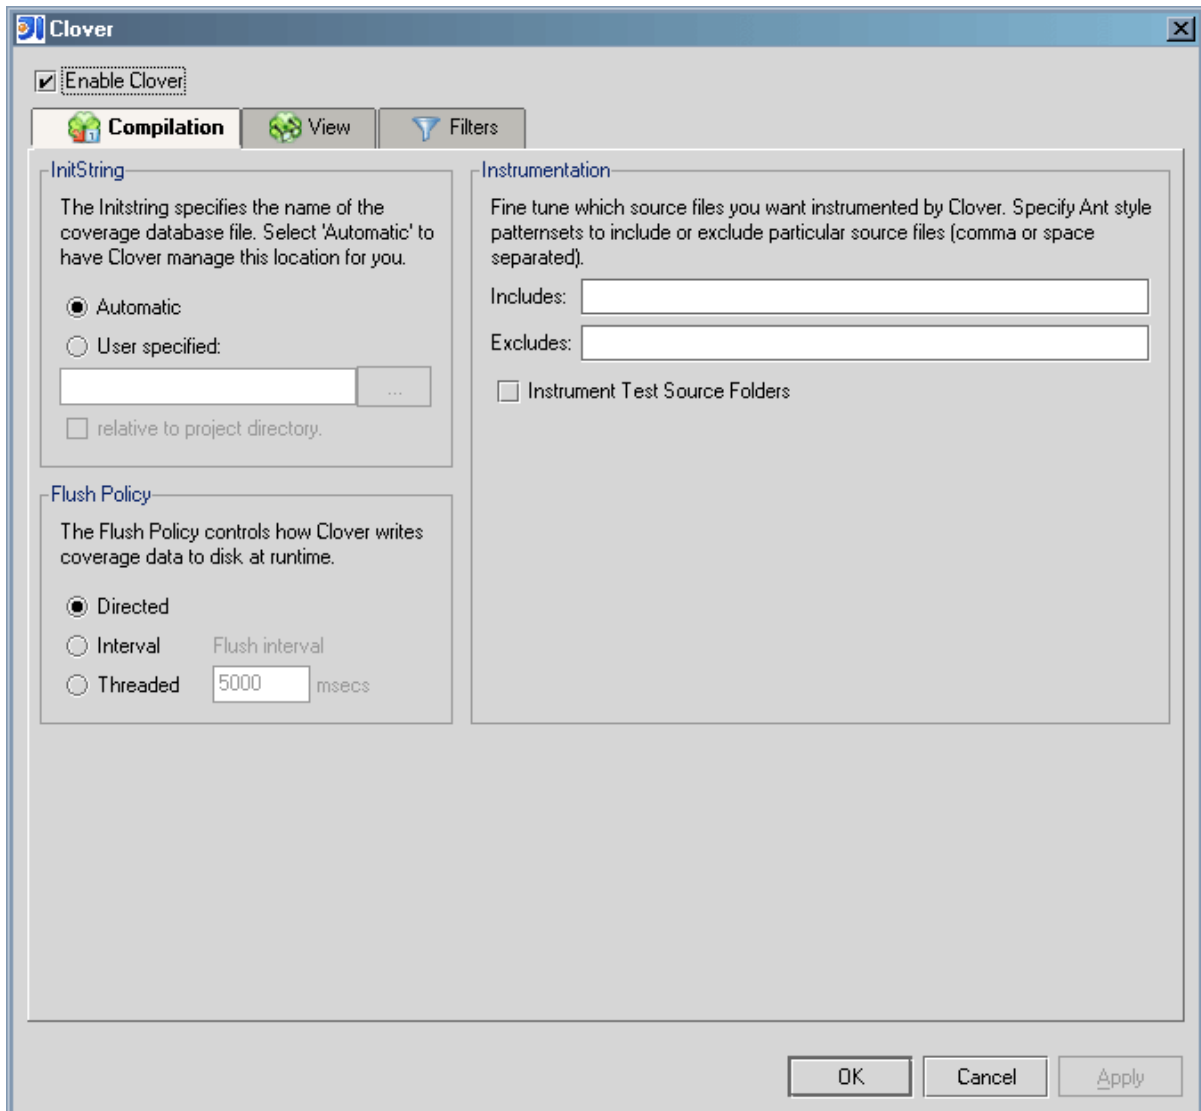 Clover
Enable Clover
Compilation
View
Filters
InitString
The Initstring specifies the name of the
coverage database file. Select 'Automatic' to
have Clover manage this location for you.
Automatic
User specified:
...
relative to project directory.
Flush Policy
The Flush Policy controls how Clover writes
coverage data to disk at runtime.
Directed
Interval Flush interval
Threaded 5000 msecs
Instrumentation
Fine tune which source files you want instrumented by Clover. Specify Ant style
patternsets to include or exclude particular source files (comma or space
separated).
Includes:
Excludes:
Instrument Test Source Folders
OK
Cancel
Apply